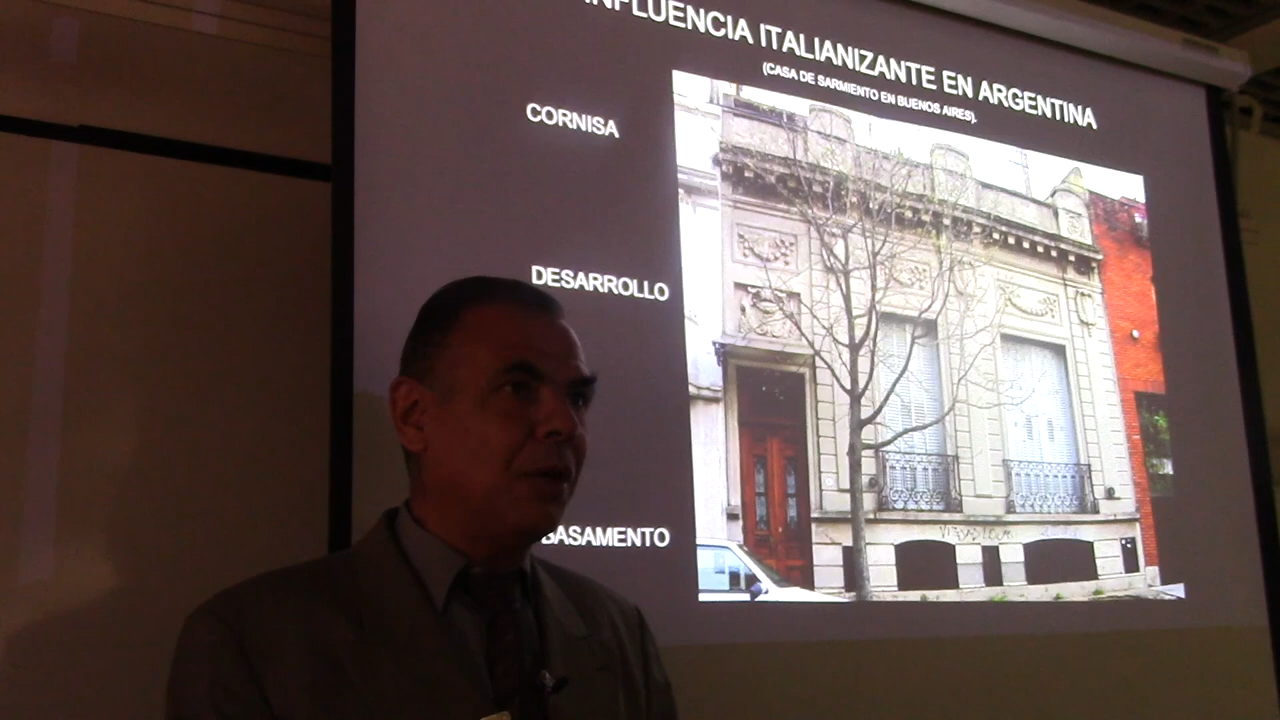 INFLUENCIA ITALIANIZANTE EN ARGENTINA
(CASA DE SARMIENTO EN BUENOS AIRES).
CORNISA
DESARROLLO
BASAMENTO